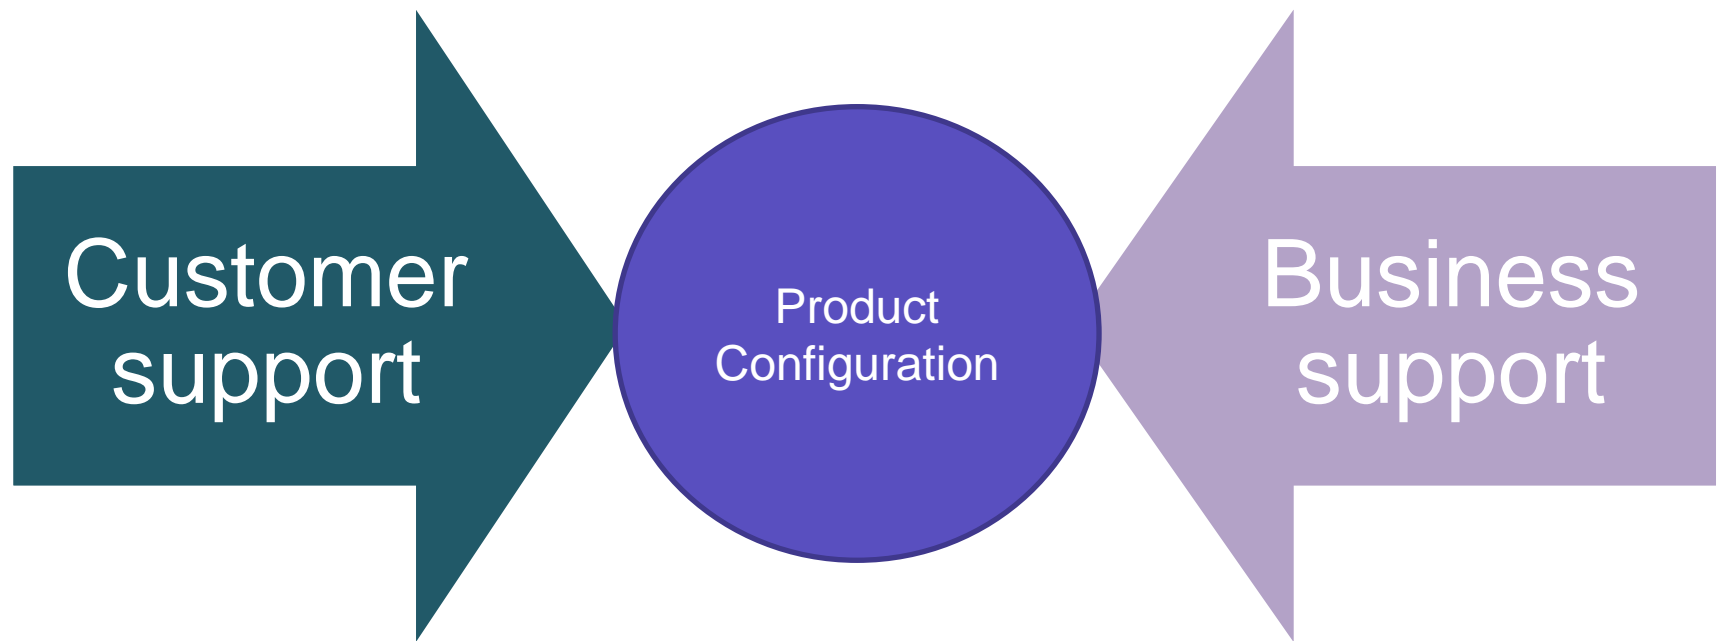 Customer
support
Product
Configuration
Business
support